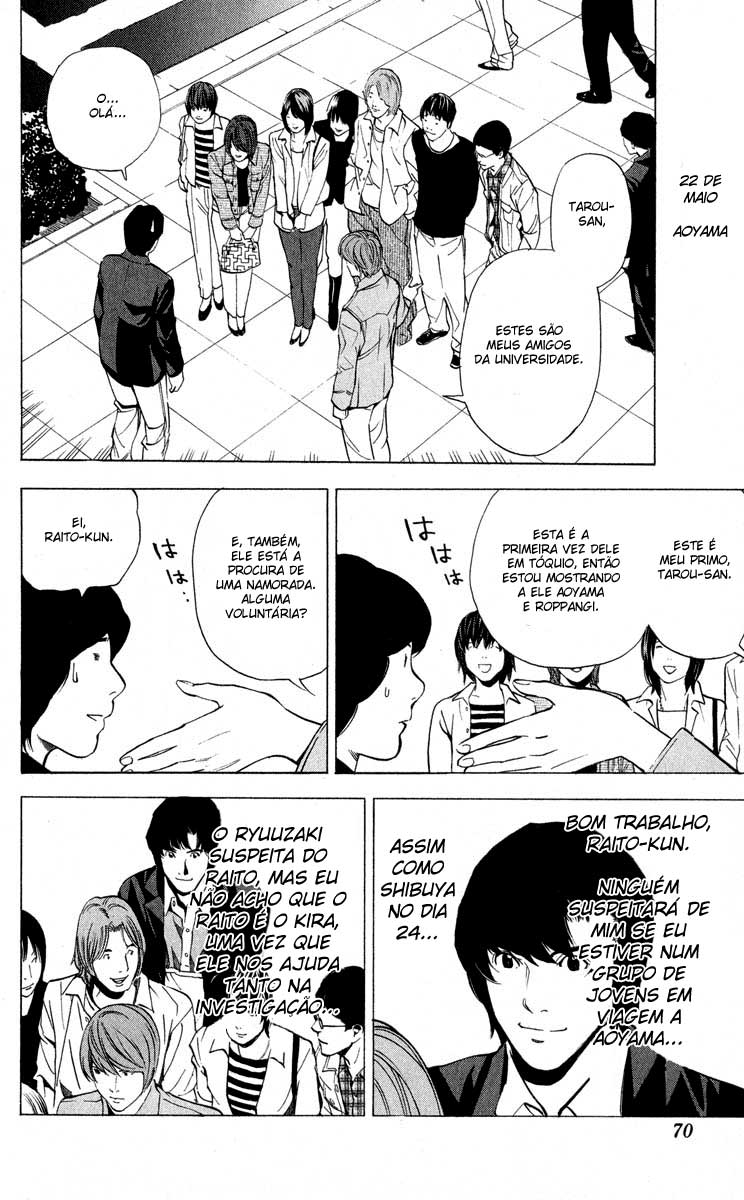 22 DE
MAIO
AOYAMA
TAROU-
SAN,
ESTES SÃO
MEUS AMIGOS
DA UNIVERSIDADE.
O...
OLÁ...
ESTE É
MEU PRIMO,
TAROU-SAN.
ESTA É A
PRIMEIRA VEZ DELE
EM TÓQUIO, ENTÃO
ESTOU MOSTRANDO
A ELE AOYAMA
E ROPPANGI.
はは
E, TAMBÉM,
ELE ESTÁ A
PROCURA DE
UMA NAMORADA.
ALGUMA
VOLUNTÁRIA?
はは...
EI,
RAITO-KUN.
BOM TRABALHO,
RAITO-KUN.
NINGUÉM
SUSPEITARÁ DE
MIM SE EU
ESTIVER NUM
GRUPO DE
JOVENS EM
VIAGEM A
AOYAMA...
ASSIM
COMO
SHIBUYA
NO DIA
24...
O RYUUZAKI
SUSPEITA DO
RAITO, MAS EU
NÃO ACHO QUE O
RAITO É O KIRA,
UMA VEZ QUE
ELE NOS AJUDA
TANTO NA
INVESTIGAÇÃO...
70